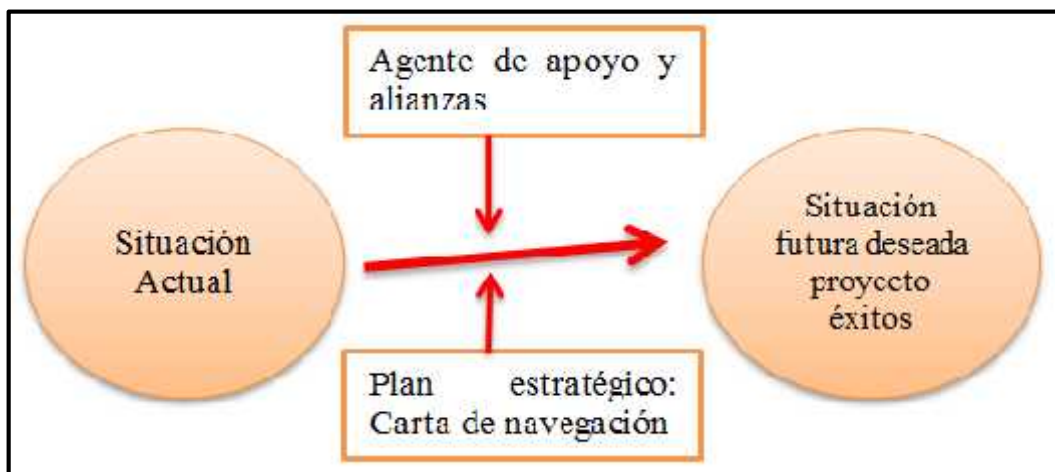 Agente de apoyo y
alianzas
Situación
Actual
Situación
futura deseada
proyecto
éxitos
Plan estratégico:
Carta de navegación